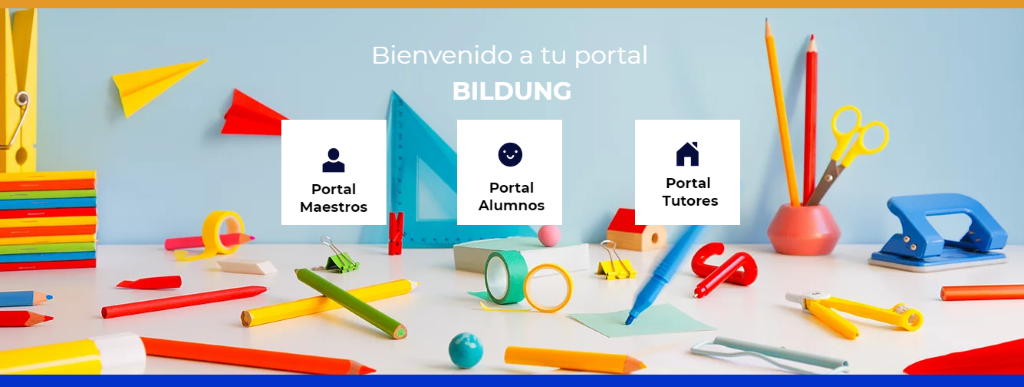 Bienvenido a tu portal
BILDUNG
Portal
Maestros
Portal
Alumnos
Portal
Tutores